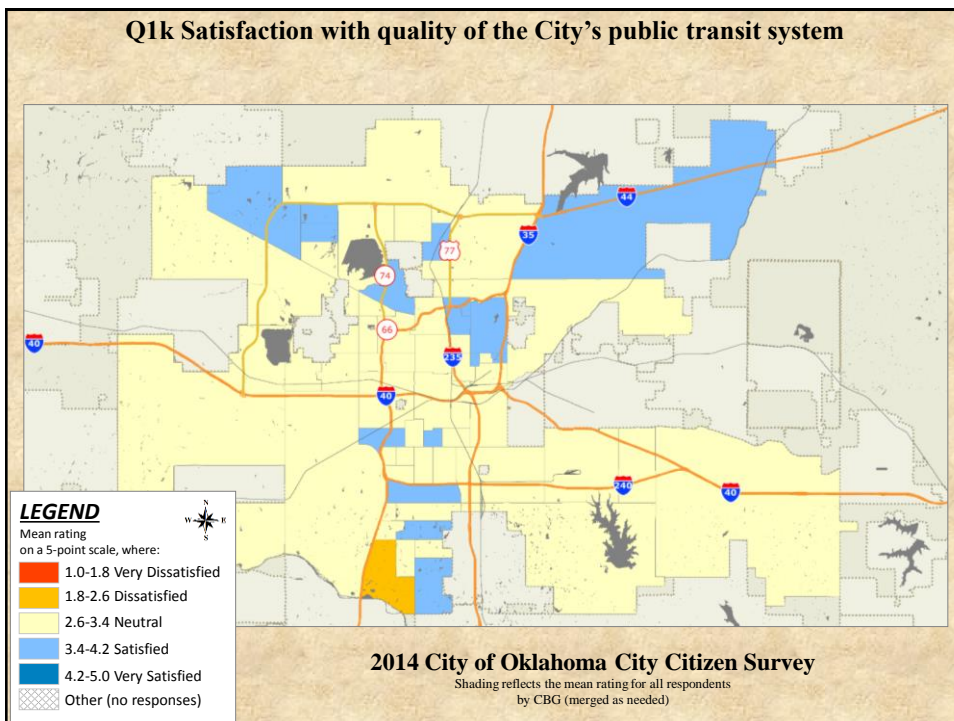 Q1k Satisfaction with quality of the City's public transit system
44
35
77
74
66
40
235
40
240
40
LEGEND
Mean rating
on a 5-point scale, where:
N
W
E
S
1.0-1.8 Very Dissatisfied
1.8-2.6 Dissatisfied
2.6-3.4 Neutral
3.4-4.2 Satisfied
4.2-5.0 Very Satisfied
Other (no responses)
2014 City of Oklahoma City Citizen Survey
Shading reflects the mean rating for all respondents
by CBG (merged as needed)